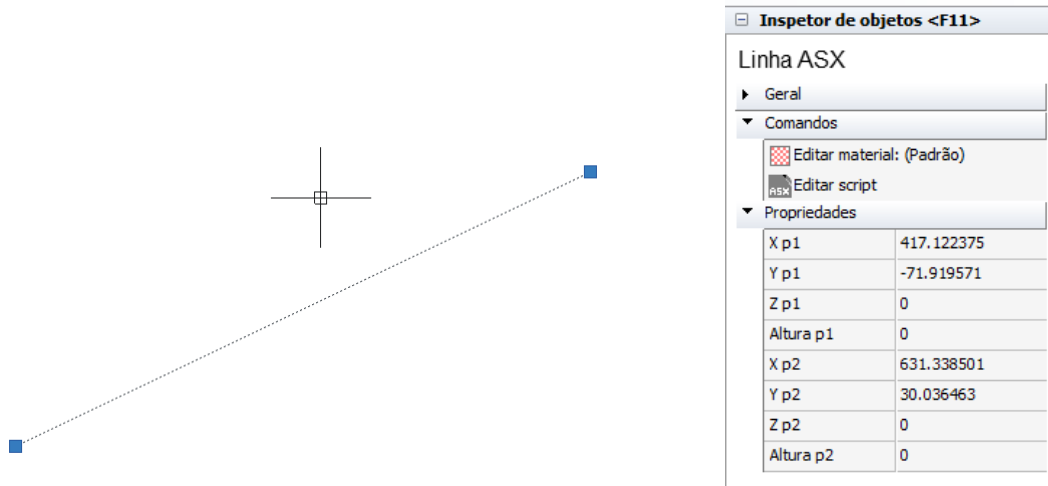 Inspetor de objetos <F11>
Linha ASX
Geral
Comandos
Editar material: (Padrão)
ASX Editar script
Propriedades
X p1 417.122375
Y p1 -71.919571
Z p1 0
Altura p1 0
X p2 631.338501
Y p2 30.036463
Z p2 0
Altura p2 0